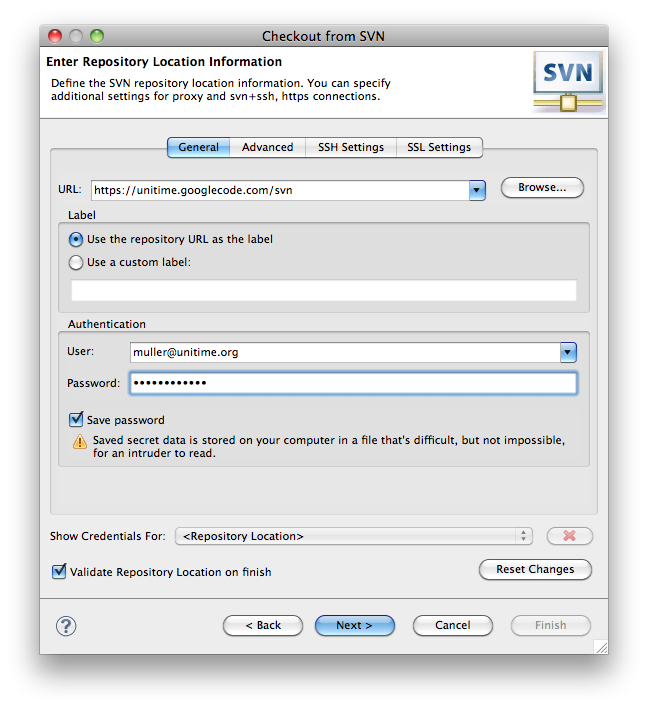 Checkout from SVN
Enter Repository Location Information
Define the SVN repository location information. You can specify
additional settings for proxy and svn+ssh, https connections.
SVN
General Advanced SSH Settings SSL Settings
URL: https://unitime.googlecode.com/svn Browse...
Label
Use the repository URL as the label
Use a custom label:
Authentication
User: muller@unitime.org
Password: ••••••••••••
Save password
Saved secret data is stored on your computer in a file that's difficult, but not impossible,
for an intruder to read.
Show Credentials For: <Repository Location>
Validate Repository Location on finish Reset Changes
? < Back Next > Cancel Finish